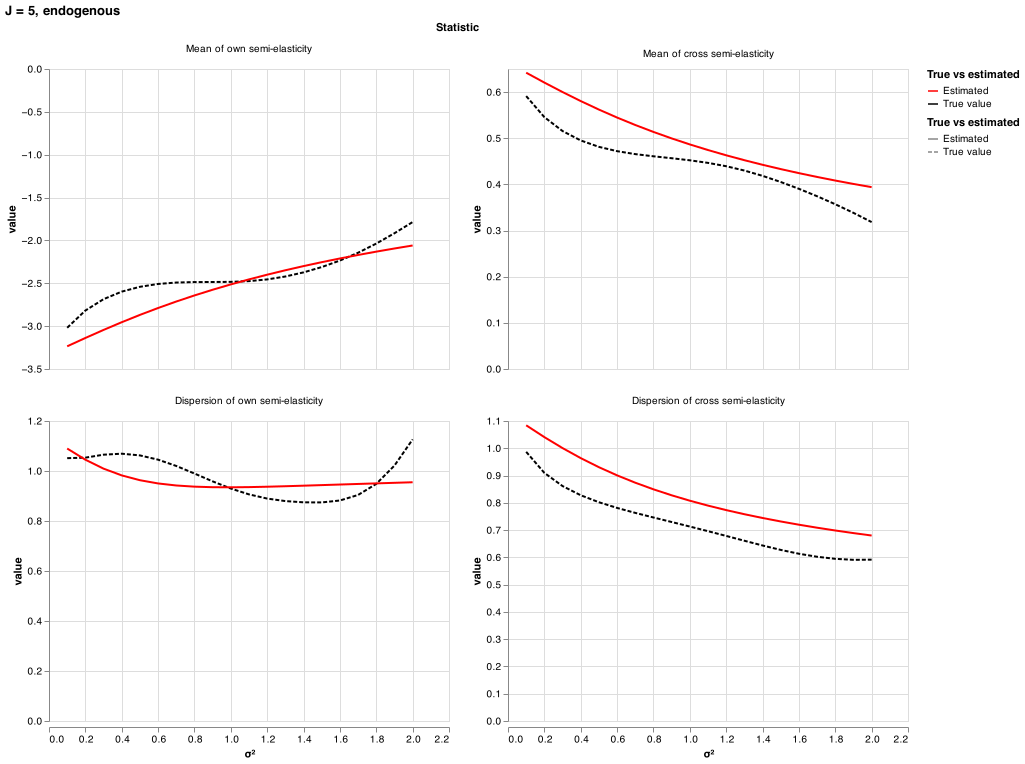 J = 5, endogenous
Statistic
Mean of own semi-elasticity
0.0
−0.5
−1.0
−1.5
−2.0
−2.5
−3.0
−3.5
value
Mean of cross semi-elasticity
0.6
0.5
0.4
0.3
0.2
0.1
0.0
value
True vs estimated
Estimated
True value
True vs estimated
Estimated
True value
Dispersion of own semi-elasticity
1.2
1.0
0.8
0.6
0.4
0.2
0.0
value
0.0 0.2 0.4 0.6 0.8 1.0 1.2 1.4 1.6 1.8 2.0 2.2
σ²
Dispersion of cross semi-elasticity
1.1
1.0
0.9
0.8
0.7
0.6
0.5
0.4
0.3
0.2
0.1
0.0
value
0.0 0.2 0.4 0.6 0.8 1.0 1.2 1.4 1.6 1.8 2.0 2.2
σ²